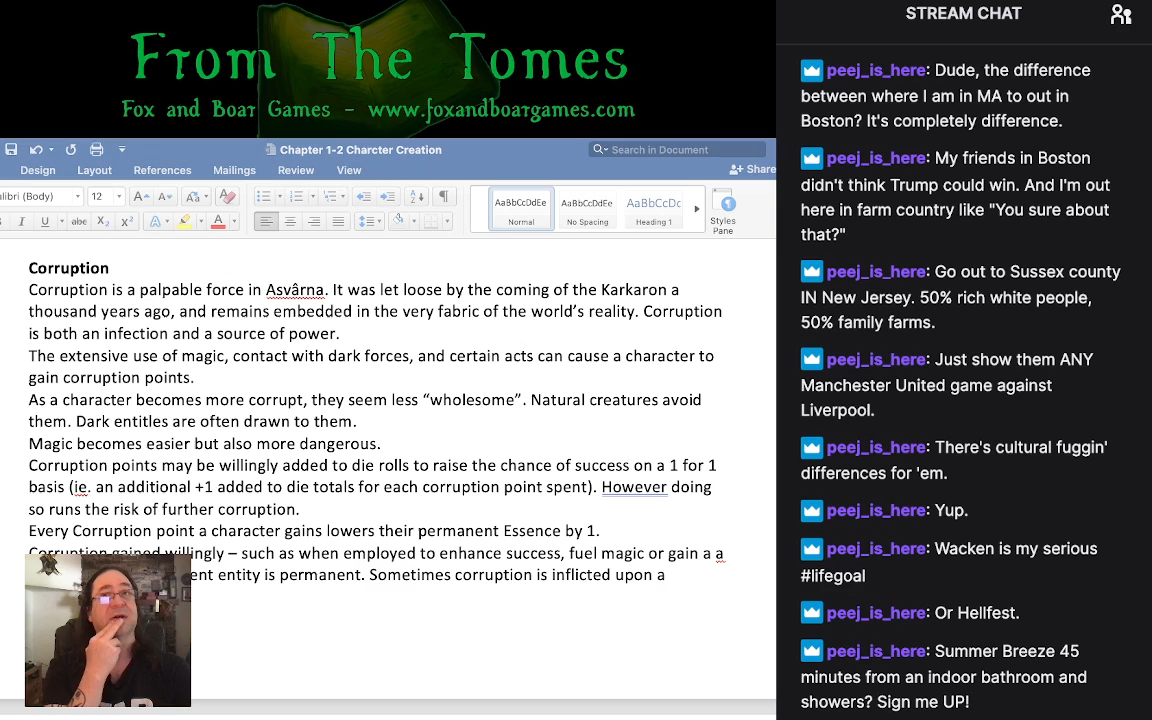 From The Tomes
Fox and Boar Games - www.foxandboargames.com
Chapter 1-2 Charcter Creation
Search in Document
Design Layout References Mailings Review View
Share
alibri (Body) 12
AaBbCcDdEe AaBbCcDdEe AaBbCcDc
Normal No Spacing Heading 1
Styles
Pane
Corruption
Corruption is a palpable force in Asvârna. It was let loose by the coming of the Karkaron a
thousand years ago, and remains embedded in the very fabric of the world's reality. Corruption
is both an infection and a source of power.
The extensive use of magic, contact with dark forces, and certain acts can cause a character to
gain corruption points.
As a character becomes more corrupt, they seem less “wholesome”. Natural creatures avoid
them. Dark entitles are often drawn to them.
Magic becomes easier but also more dangerous.
Corruption points may be willingly added to die rolls to raise the chance of success on a 1 for 1
basis (ie. an additional +1 added to die totals for each corruption point spent). However doing
so runs the risk of further corruption.
Every Corruption point a character gains lowers their permanent Essence by 1.
Corruption gained willingly – such as when employed to enhance success, fuel magic or gain a a
ent entity is permanent. Sometimes corruption is inflicted upon a
STREAM CHAT
peej_is_here: Dude, the difference
between where I am in MA to out in
Boston? It's completely difference.
peej_is_here: My friends in Boston
didn't think Trump could win. And I'm out
here in farm country like "You sure about
that?"
peej_is_here: Go out to Sussex county
IN New Jersey. 50% rich white people,
50% family farms.
peej_is_here: Just show them ANY
Manchester United game against
Liverpool.
peej_is_here: There's cultural fuggin'
differences for 'em.
peej_is_here: Yup.
peej_is_here: Wacken is my serious
#lifegoal
peej_is_here: Or Hellfest.
peej_is_here: Summer Breeze 45
minutes from an indoor bathroom and
showers? Sign me UP!